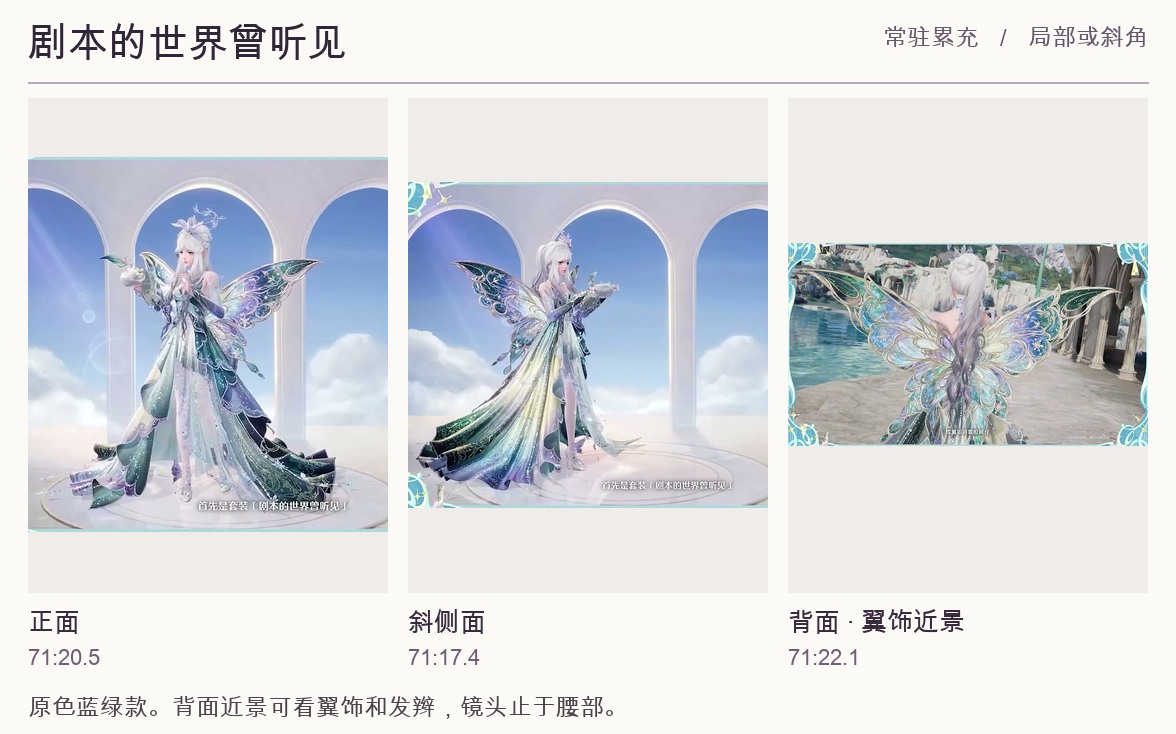 剧本的世界曾听见
常驻累充 / 局部或斜角
首先是套装「剧本的世界曾听见」
首先是套装「剧本的世界曾听见」
正面
斜侧面
背面 · 翼饰近景
71:20.5
71:17.4
71:22.1
原色蓝绿款。背面近景可看翼饰和发辫，镜头止于腰部。